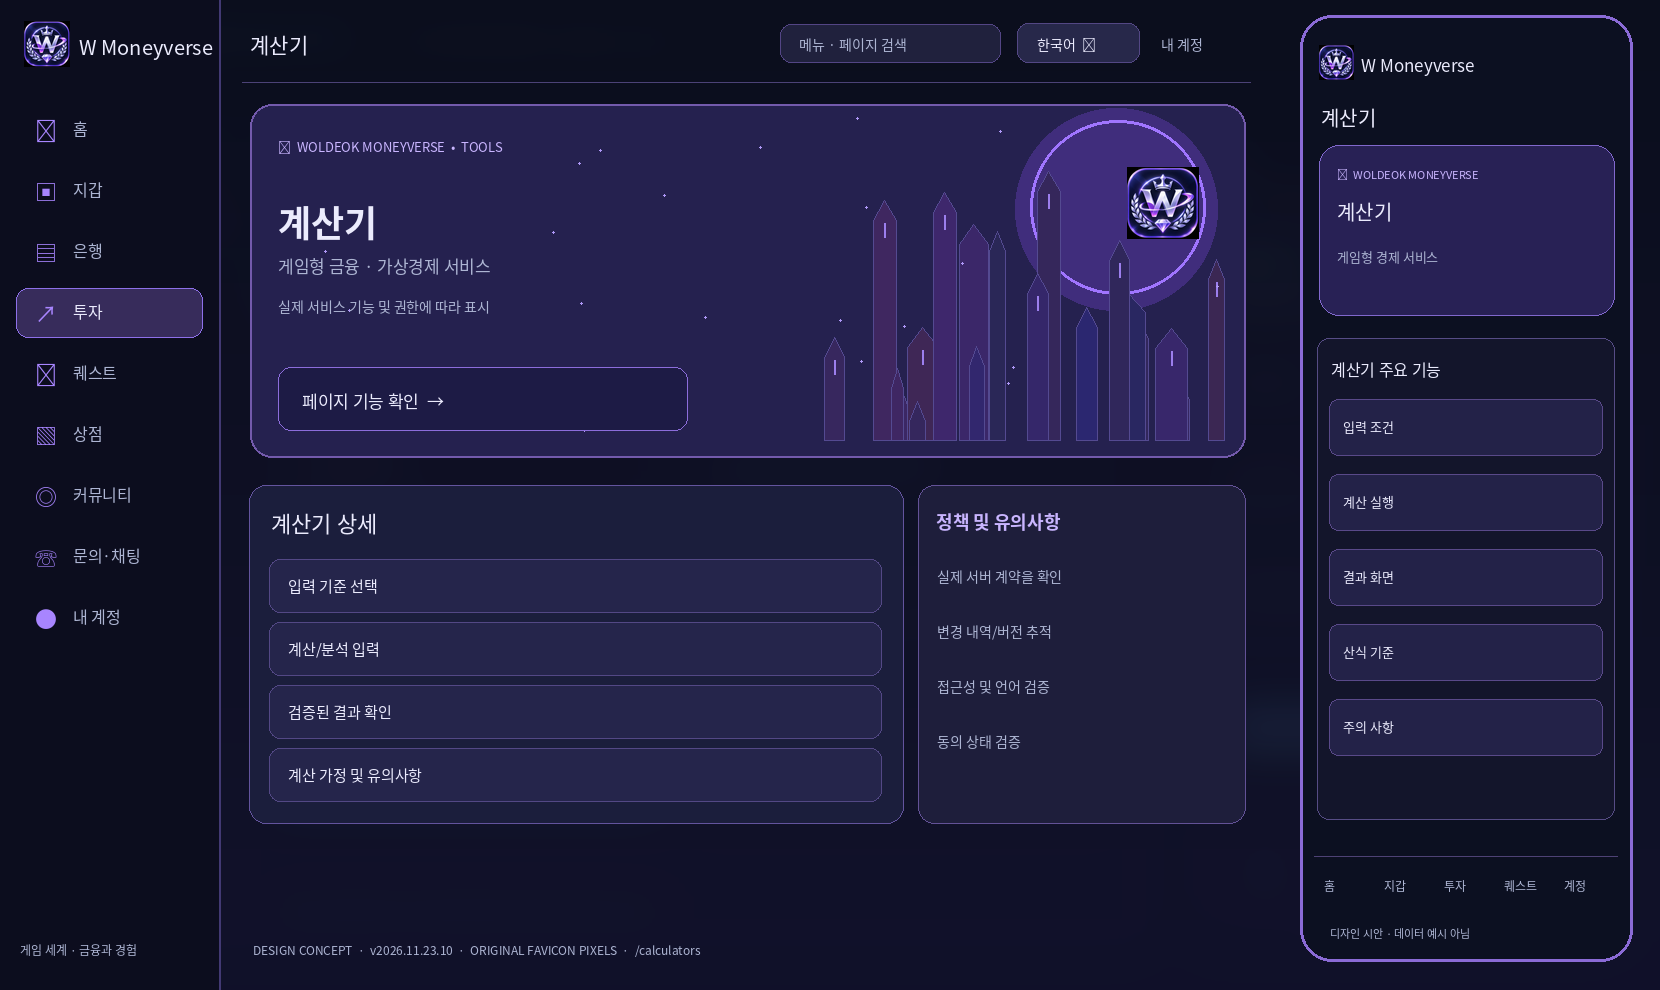 W Moneyverse
홈
지갑
은행
투자
퀘스트
상점
커뮤니티
문의·채팅
내 계정
게임 세계 · 금융과 경험
계산기
메뉴 · 페이지 검색
한국어
내 계정
WOLDEOK MONEYVERSE • TOOLS
계산기
게임형 금융 · 가상경제 서비스
실제 서비스 기능 및 권한에 따라 표시
페이지 기능 확인 →
계산기 상세
입력 기준 선택
계산/분석 입력
검증된 결과 확인
계산 가정 및 유의사항
정책 및 유의사항
실제 서버 계약을 확인
변경 내역/버전 추적
접근성 및 언어 검증
동의 상태 검증
DESIGN CONCEPT · v2026.11.23.10 · ORIGINAL FAVICON PIXELS · /calculators
W Moneyverse
계산기
WOLDEOK MONEYVERSE
계산기
게임형 경제 서비스
계산기 주요 기능
입력 조건
계산 실행
결과 화면
산식 기준
주의 사항
홈 지갑 투자 퀘스트 계정
디자인 시안 · 데이터 예시 아님